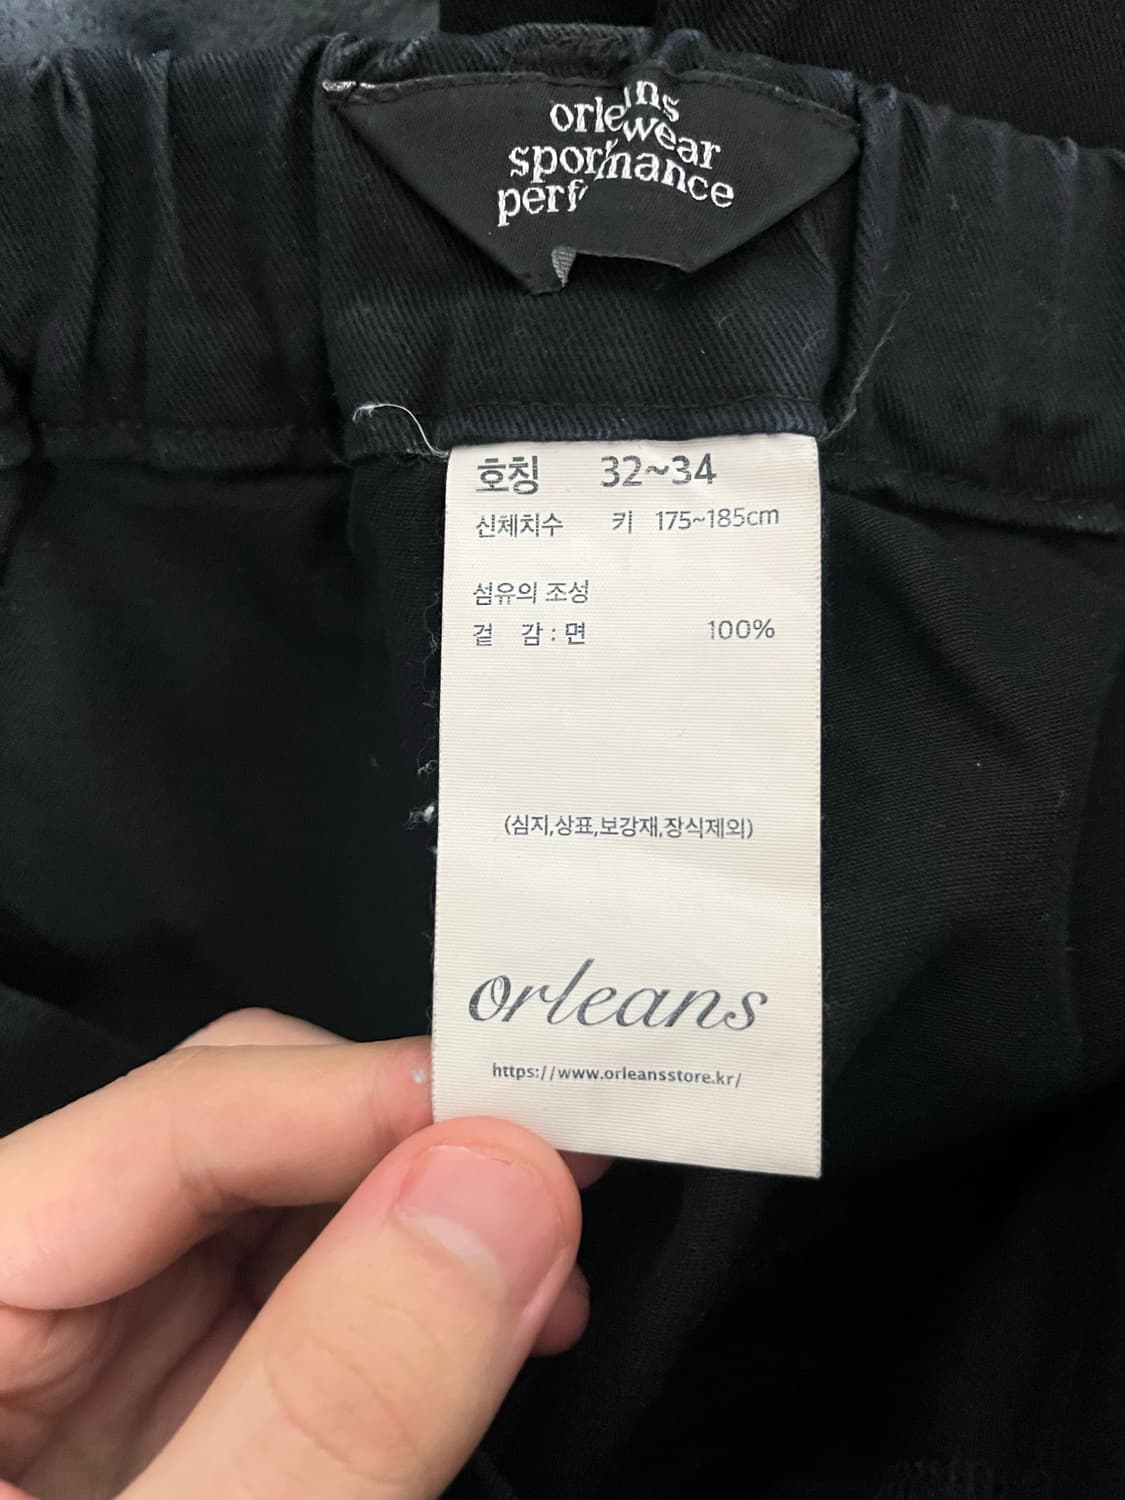 orleans
sportswear
performance
호칭 32~34
신체치수 키 175~185cm
섬유의 조성
겉 감 : 면 100%
(심지,상표,보강재,장식제외)
orleans
https://www.orleansstore.kr/